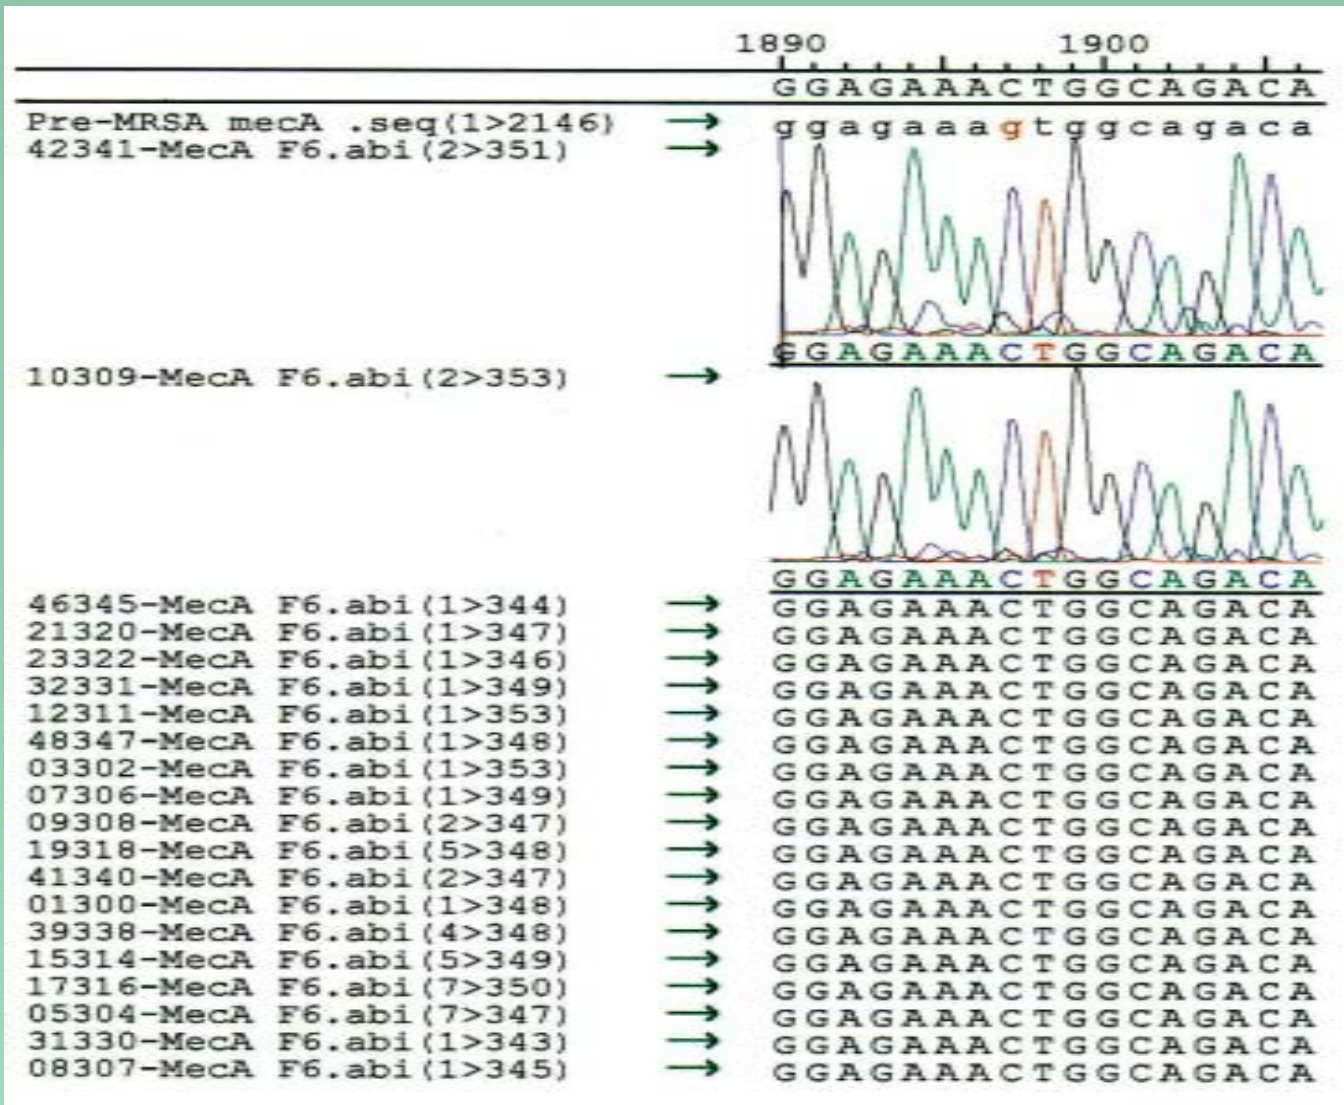 1890 1900
GGAGAAACTGGCAGACA
Pre-MRSA mecA .seq(1>2146) → ggagaaagtggcagaca
42341-MecA F6.abi(2>351) →
GGAGAAACTGGCAGACA
10309-MecA F6.abi(2>353) →
GGAGAAACTGGCAGACA
46345-MecA F6.abi(1>344) → GGAGAAACTGGCAGACA
21320-MecA F6.abi(1>347) → GGAGAAACTGGCAGACA
23322-MecA F6.abi(1>346) → GGAGAAACTGGCAGACA
32331-MecA F6.abi(1>349) → GGAGAAACTGGCAGACA
12311-MecA F6.abi(1>353) → GGAGAAACTGGCAGACA
48347-MecA F6.abi(1>348) → GGAGAAACTGGCAGACA
03302-MecA F6.abi(1>353) → GGAGAAACTGGCAGACA
07306-MecA F6.abi(1>349) → GGAGAAACTGGCAGACA
09308-MecA F6.abi(2>347) → GGAGAAACTGGCAGACA
19318-MecA F6.abi(5>348) → GGAGAAACTGGCAGACA
41340-MecA F6.abi(2>347) → GGAGAAACTGGCAGACA
01300-MecA F6.abi(1>348) → GGAGAAACTGGCAGACA
39338-MecA F6.abi(4>348) → GGAGAAACTGGCAGACA
15314-MecA F6.abi(5>349) → GGAGAAACTGGCAGACA
17316-MecA F6.abi(7>350) → GGAGAAACTGGCAGACA
05304-MecA F6.abi(7>347) → GGAGAAACTGGCAGACA
31330-MecA F6.abi(1>343) → GGAGAAACTGGCAGACA
08307-MecA F6.abi(1>345) → GGAGAAACTGGCAGACA